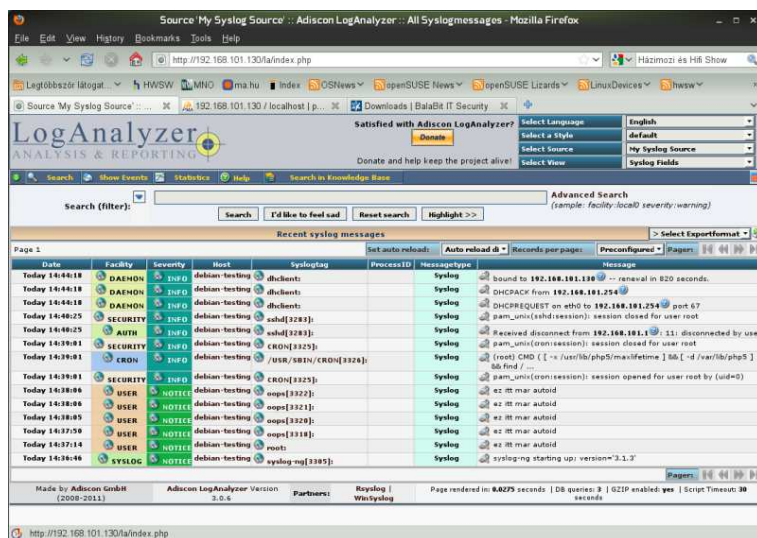 Source 'My Syslog Source' :: Adiscon LogAnalyzer :: All Syslogmessages - Mozilla Firefox
File Edit View History Bookmarks Tools Help
http://192.168.101.130/la/index.php
Házimozi és Hifi Show
Legtöbbször látogat... HWSW MNO ma.hu Index OSNews openSUSE News openSUSE Lizards LinuxDevices hwsw
Source 'My Syslog Source' :: ... 192.168.101.130 / localhost | p... Downloads | BalaBit IT Security
LogAnalyzer
ANALYSIS & REPORTING
Satisfied with Adiscon LogAnalyzer?
Donate
Donate and help keep the project alive!
Select Language English
Select a Style default
Select Source My Syslog Source
Select View Syslog Fields
Search Show Events Statistics Help Search in Knowledge Base
Search (filter):
Advanced Search
(sample: facility:local0 severity:warning)
Search I'd like to feel sad Reset search Highlight >>
Recent syslog messages > Select Exportformat
Page 1 Set auto reload: Auto reload di Records per page: Preconfigured Pager:
Date Facility Severity Host Syslogtag ProcessID Messagetype Message
Today 14:44:18 DAEMON INFO debian-testing dhclient: Syslog bound to 192.168.101.130 -- renewal in 820 seconds.
Today 14:44:18 DAEMON INFO debian-testing dhclient: Syslog DHCPACK from 192.168.101.254
Today 14:44:18 DAEMON INFO debian-testing dhclient: Syslog DHCPREQUEST on eth0 to 192.168.101.254 port 67
Today 14:40:25 SECURITY INFO debian-testing sshd[3283]: Syslog pam_unix(sshd:session): session closed for user root
Today 14:40:25 AUTH INFO debian-testing sshd[3283]: Syslog Received disconnect from 192.168.101.1: 11: disconnected by use
Today 14:39:01 SECURITY INFO debian-testing CRON[3325]: Syslog pam_unix(cron:session): session closed for user root
Today 14:39:01 CRON INFO debian-testing /USR/SBIN/CRON[3326]: Syslog (root) CMD ( [ -x /usr/lib/php5/maxlifetime ] && [ -d /var/lib/php5 ]
&& find / ...
Today 14:39:01 SECURITY INFO debian-testing CRON[3325]: Syslog pam_unix(cron:session): session opened for user root by (uid=0)
Today 14:38:06 USER NOTICE debian-testing oops[3322]: Syslog ez itt mar autoid
Today 14:38:06 USER NOTICE debian-testing oops[3321]: Syslog ez itt mar autoid
Today 14:38:05 USER NOTICE debian-testing oops[3320]: Syslog ez itt mar autoid
Today 14:37:50 USER NOTICE debian-testing oops[3318]: Syslog ez itt mar autoid
Today 14:37:14 USER NOTICE debian-testing root: Syslog ez itt mar autoid
Today 14:36:46 SYSLOG NOTICE debian-testing syslog-ng[3305]: Syslog syslog-ng starting up; version='3.1.3'
Pager:
Made by Adiscon GmbH (2008-2011) Adiscon LogAnalyzer Version 3.0.6 Partners: Rsyslog | WinSyslog Page rendered in: 0.0275 seconds | DB queries: 3 | GZIP enabled: yes | Script Timeout: 30 seconds
http://192.168.101.130/la/index.php